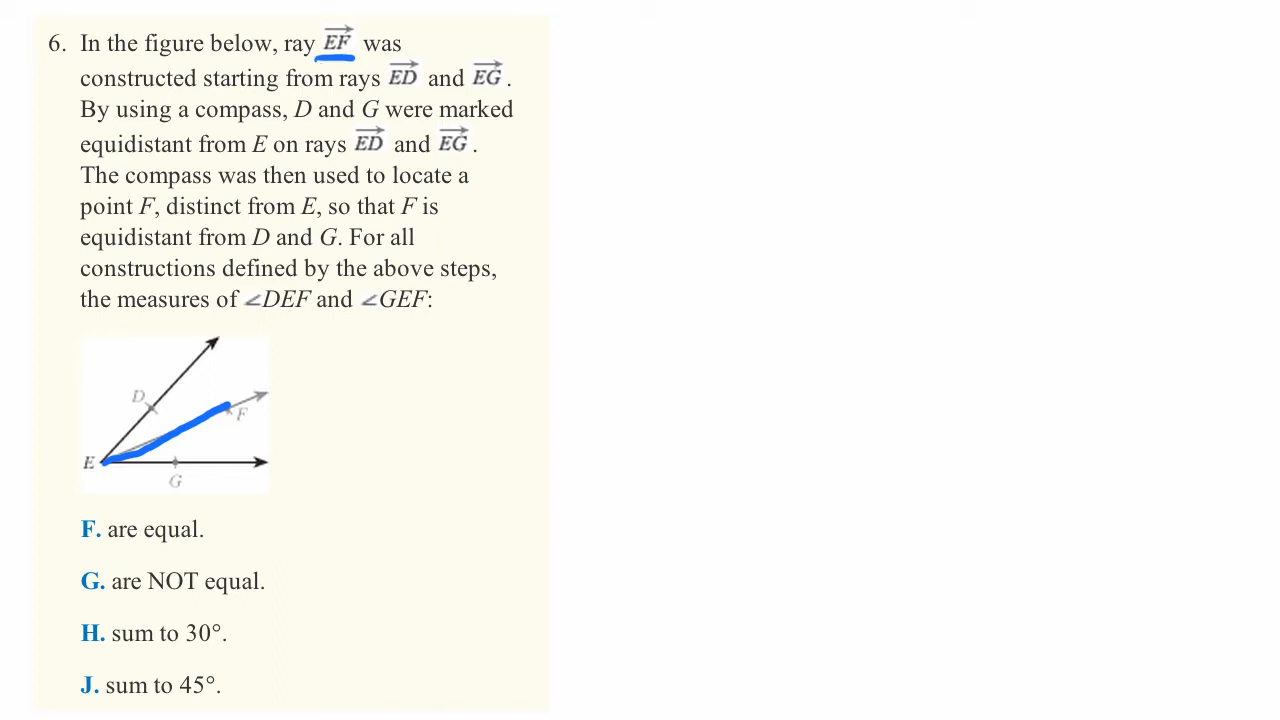 6. In the figure below, ray EF was
constructed starting from rays ED and EG.
By using a compass, D and G were marked
equidistant from E on rays ED and EG.
The compass was then used to locate a
point F, distinct from E, so that F is
equidistant from D and G. For all
constructions defined by the above steps,
the measures of ∠DEF and ∠GEF:
D
F
E
G
F. are equal.
G. are NOT equal.
H. sum to 30°.
J. sum to 45°.